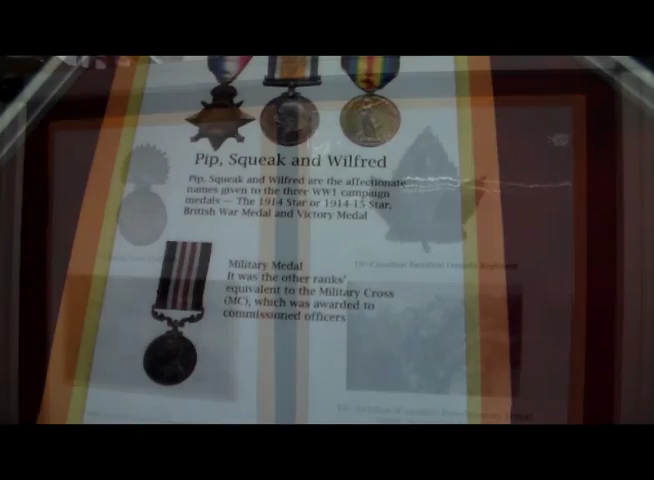 Pip, Squeak and Wilfred
Pip, Squeak and Wilfred are the affectionate
names given to the three WW1 campaign
medals — The 1914 Star or 1914-15 Star,
British War Medal and Victory Medal
Military Medal
It was the other ranks'
equivalent to the Military Cross
(MC), which was awarded to
commissioned officers